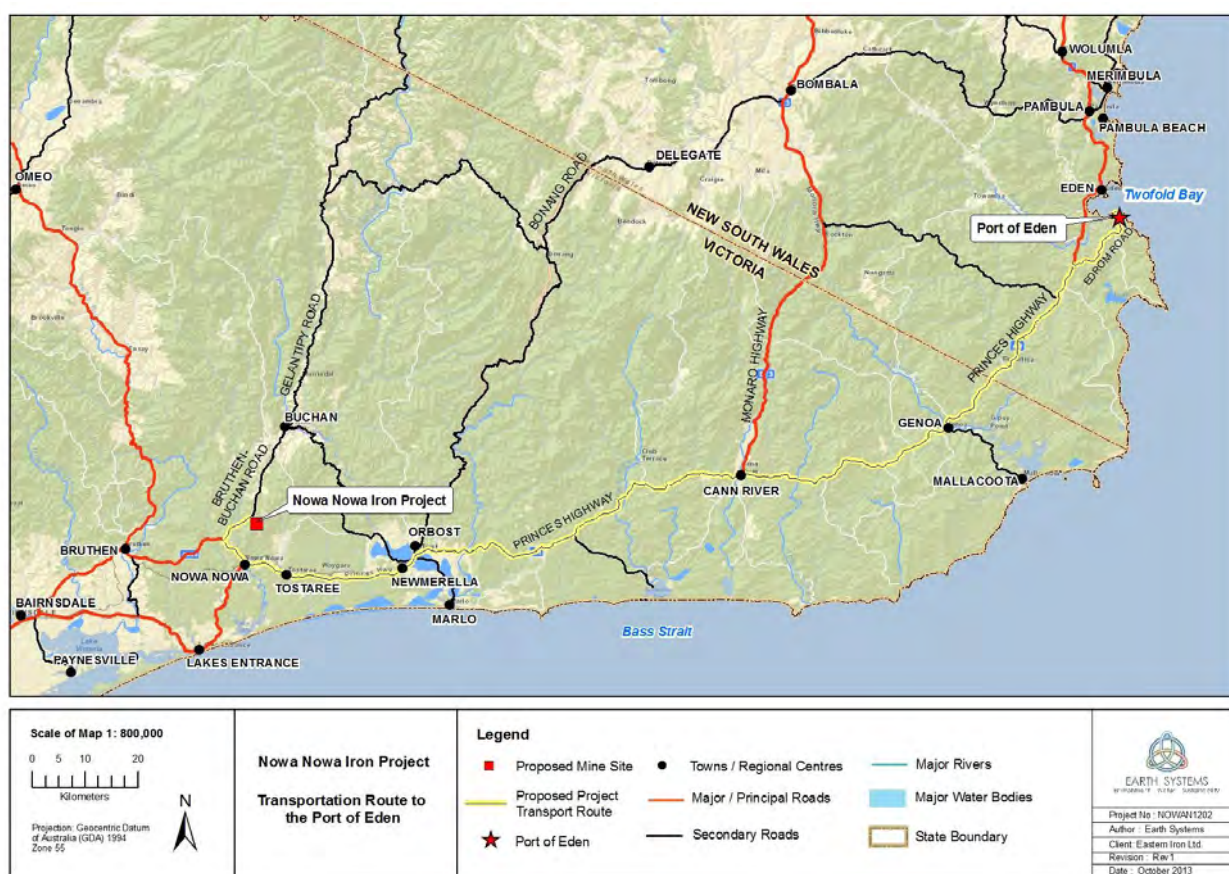 WOLUMLA
MERIMBULA
BOMBALA
PAMBULA
PAMBULA BEACH
DELEGATE
OMEO
BONANG ROAD
EDEN
Twofold Bay
Port of Eden
NEW SOUTH WALES
VICTORIA
EDROM ROAD
GELANTIPY ROAD
MONARO HIGHWAY
PRINCES HIGHWAY
BUCHAN
GENOA
BRUTHEN-
BUCHAN ROAD
Nowa Nowa Iron Project
CANN RIVER
MALLACOOTA
PRINCES HIGHWAY
ORBOST
BRUTHEN
NOWA NOWA
TOSTAREE
NEWMERELLA
BAIRNSDALE
MARLO
Bass Strait
LAKES ENTRANCE
PAYNESVILLE
Scale of Map 1: 800,000
0 5 10 20
Kilometers
Projection: Geocentric Datum
of Australia (GDA) 1994
Zone 55
N
Nowa Nowa Iron Project
Transportation Route to
the Port of Eden
Legend
Proposed Mine Site
Proposed Project
Transport Route
Port of Eden
Towns / Regional Centres
Major / Principal Roads
Secondary Roads
Major Rivers
Major Water Bodies
State Boundary
EARTH SYSTEMS
Project No : NOWAN1202
Author : Earth Systems
Client: Eastern Iron Ltd.
Revision : Rev1
Date : October 2013